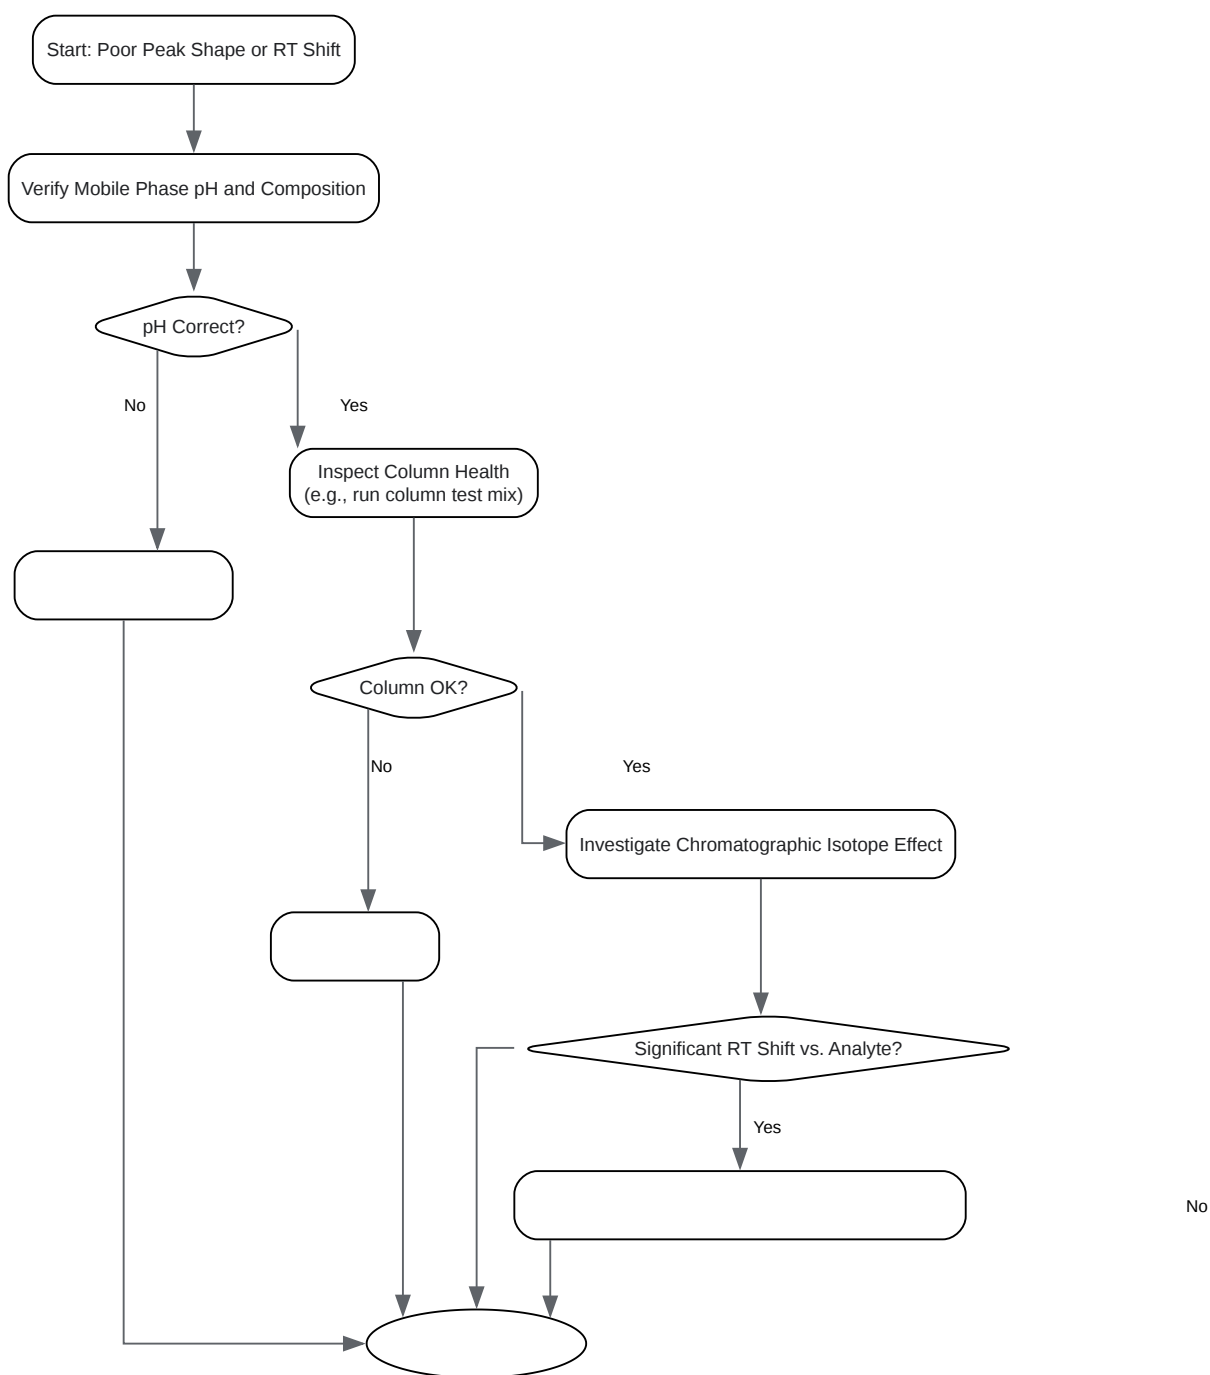 Start: Poor Peak Shape or RT Shift
Verify Mobile Phase pH and Composition
pH Correct?
No
Yes
Inspect Column Health
(e.g., run column test mix)
Column OK?
No
Yes
Investigate Chromatographic Isotope Effect
Significant RT Shift vs. Analyte?
Yes
No